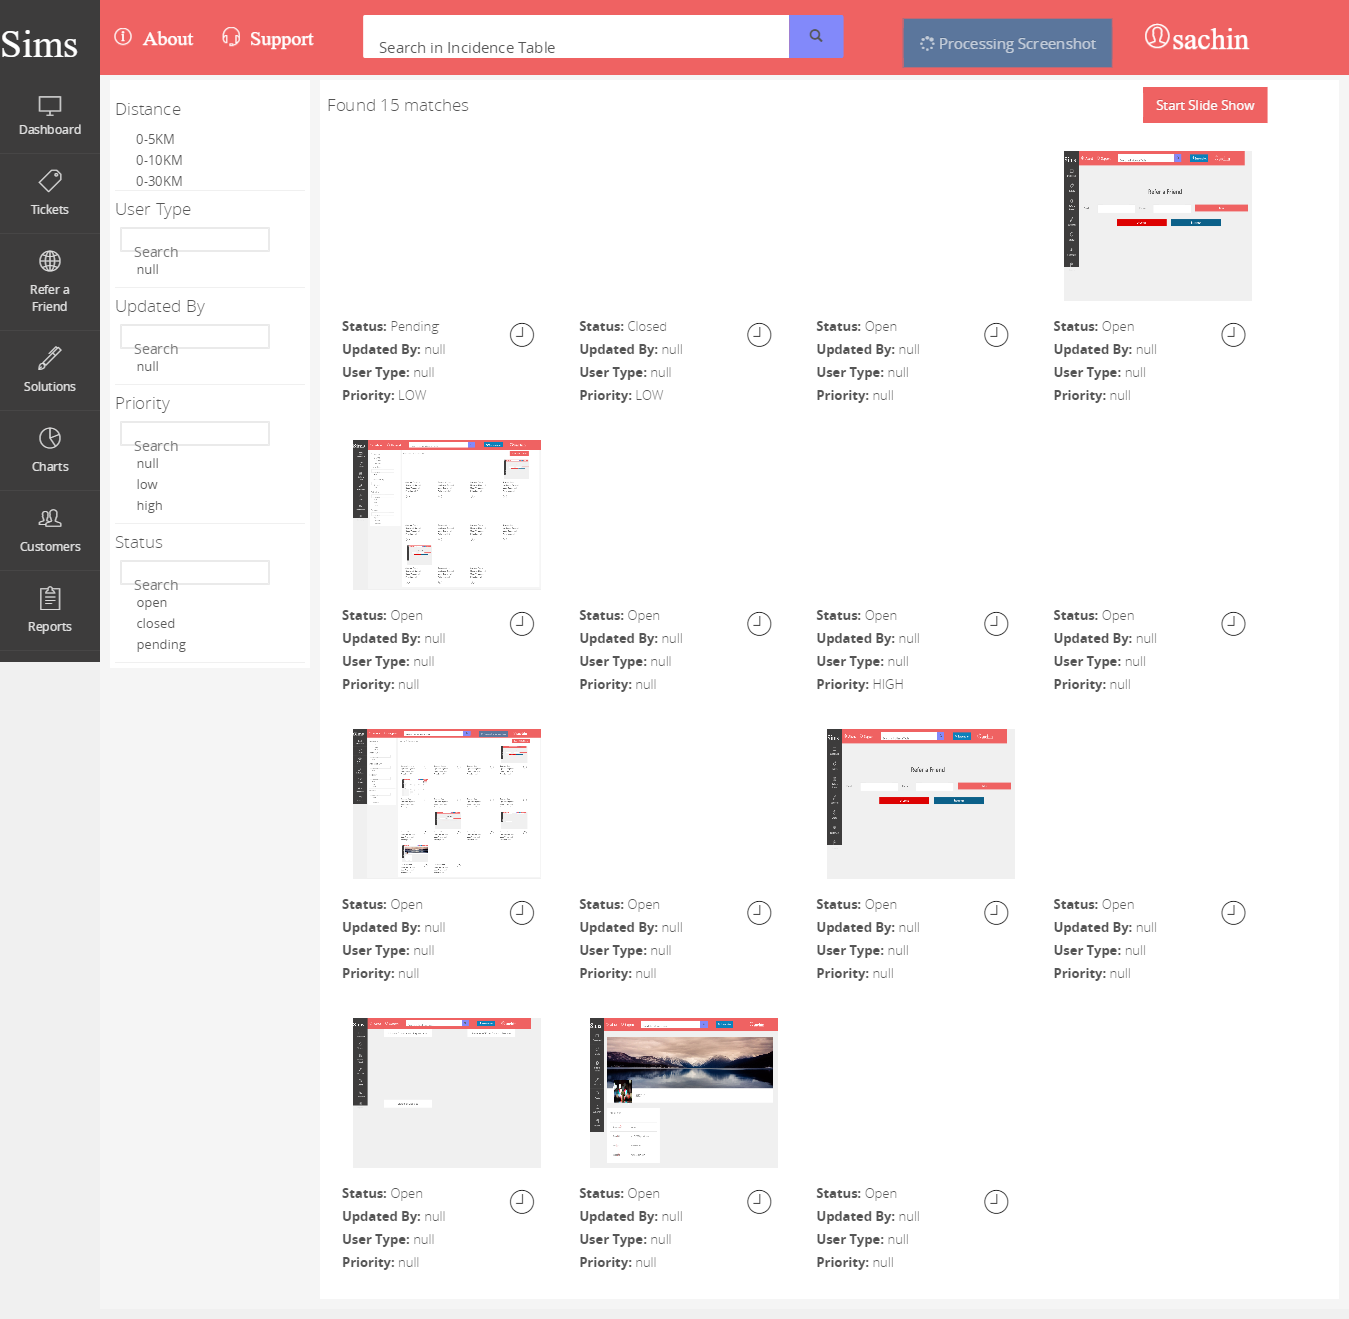 Sims
About
Support
Search in Incidence Table
Processing Screenshot
sachin
Dashboard
Tickets
Refer a
Friend
Solutions
Charts
Customers
Reports
Distance
0-5KM
0-10KM
0-30KM
User Type
Search
null
Updated By
Search
null
Priority
Search
null
low
high
Status
Search
open
closed
pending
Found 15 matches
Start Slide Show
Sims
Refer a Friend
Status: Pending
Updated By: null
User Type: null
Priority: LOW
Status: Closed
Updated By: null
User Type: null
Priority: LOW
Status: Open
Updated By: null
User Type: null
Priority: null
Status: Open
Updated By: null
User Type: null
Priority: null
Sims
Status: Open
Updated By: null
User Type: null
Priority: null
Status: Open
Updated By: null
User Type: null
Priority: null
Status: Open
Updated By: null
User Type: null
Priority: HIGH
Status: Open
Updated By: null
User Type: null
Priority: null
Sims
Sims
Refer a Friend
Status: Open
Updated By: null
User Type: null
Priority: null
Status: Open
Updated By: null
User Type: null
Priority: null
Status: Open
Updated By: null
User Type: null
Priority: null
Status: Open
Updated By: null
User Type: null
Priority: null
Sims
Sims
Status: Open
Updated By: null
User Type: null
Priority: null
Status: Open
Updated By: null
User Type: null
Priority: null
Status: Open
Updated By: null
User Type: null
Priority: null